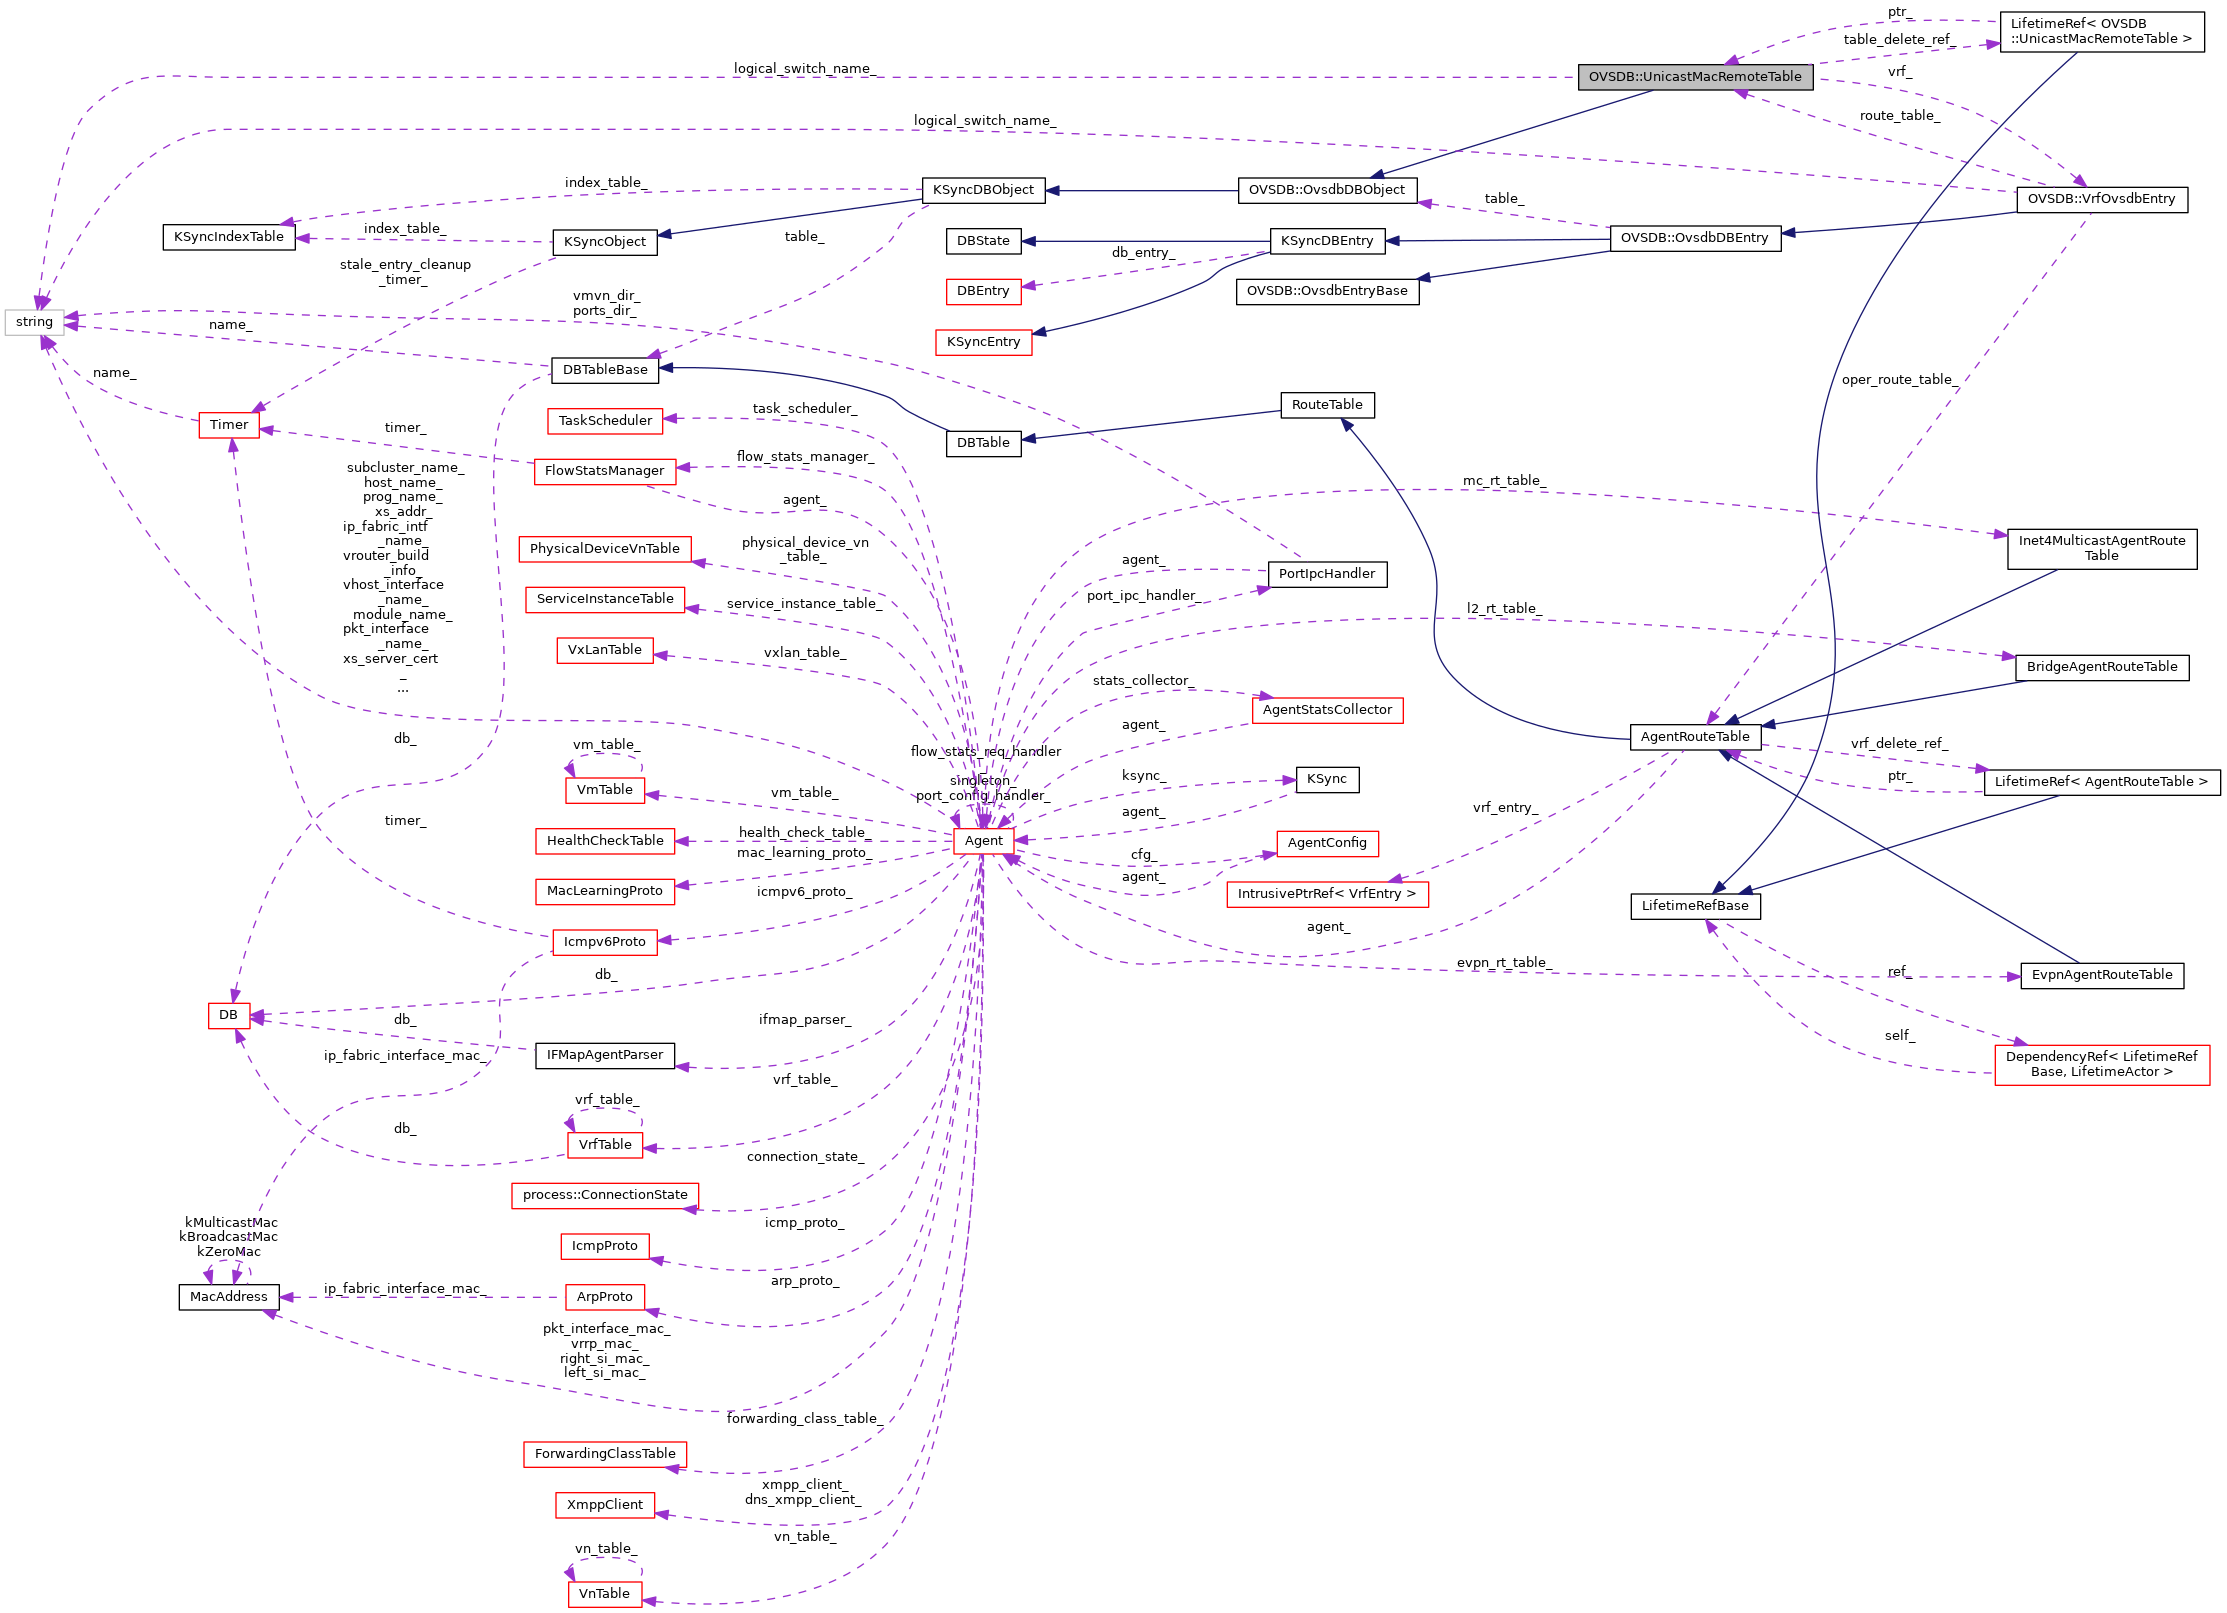 ptr_
LifetimeRef< OVSDB
::UnicastMacRemoteTable >
table_delete_ref_
logical_switch_name_
OVSDB::UnicastMacRemoteTable
vrf_
route_table_
logical_switch_name_
index_table_
KSyncDBObject
OVSDB::OvsdbDBObject
table_
OVSDB::VrfOvsdbEntry
KSyncIndexTable
index_table_
KSyncObject
table_
DBState
KSyncDBEntry
OVSDB::OvsdbDBEntry
stale_entry_cleanup
_timer_
db_entry_
DBEntry
OVSDB::OvsdbEntryBase
vmvn_dir_
ports_dir_
string
name_
KSyncEntry
name_
DBTableBase
oper_route_table_
RouteTable
task_scheduler_
TaskScheduler
Timer
timer_
DBTable
flow_stats_manager_
FlowStatsManager
mc_rt_table_
agent_
subcluster_name_
host_name_
prog_name_
xs_addr_
ip_fabric_intf
_name_
vrouter_build
_info_
vhost_interface
_name_
module_name_
pkt_interface
_name_
xs_server_cert
_
...
PhysicalDeviceVnTable
physical_device_vn
_table_
agent_
PortIpcHandler
Inet4MulticastAgentRoute
Table
ServiceInstanceTable
service_instance_table_
port_ipc_handler_
l2_rt_table_
VxLanTable
vxlan_table_
BridgeAgentRouteTable
stats_collector_
AgentStatsCollector
agent_
AgentRouteTable
db_
vm_table_
flow_stats_req_handler
_
singleton_
port_config_handler_
vrf_delete_ref_
ptr_
LifetimeRef< AgentRouteTable >
ksync_
KSync
VmTable
vm_table_
agent_
vrf_entry_
timer_
HealthCheckTable
health_check_table_
Agent
AgentConfig
mac_learning_proto_
cfg_
agent_
MacLearningProto
icmpv6_proto_
IntrusivePtrRef< VrfEntry >
LifetimeRefBase
agent_
Icmpv6Proto
evpn_rt_table_
db_
ref_
EvpnAgentRouteTable
DB
db_
ifmap_parser_
self_
ip_fabric_interface_mac_
IFMapAgentParser
DependencyRef< LifetimeRef
Base, LifetimeActor >
vrf_table_
vrf_table_
db_
VrfTable
connection_state_
process::ConnectionState
kMulticastMac
kBroadcastMac
kZeroMac
icmp_proto_
IcmpProto
MacAddress
ip_fabric_interface_mac_
ArpProto
arp_proto_
pkt_interface_mac_
vrrp_mac_
right_si_mac_
left_si_mac_
forwarding_class_table_
ForwardingClassTable
xmpp_client_
dns_xmpp_client_
XmppClient
vn_table_
vn_table_
VnTable